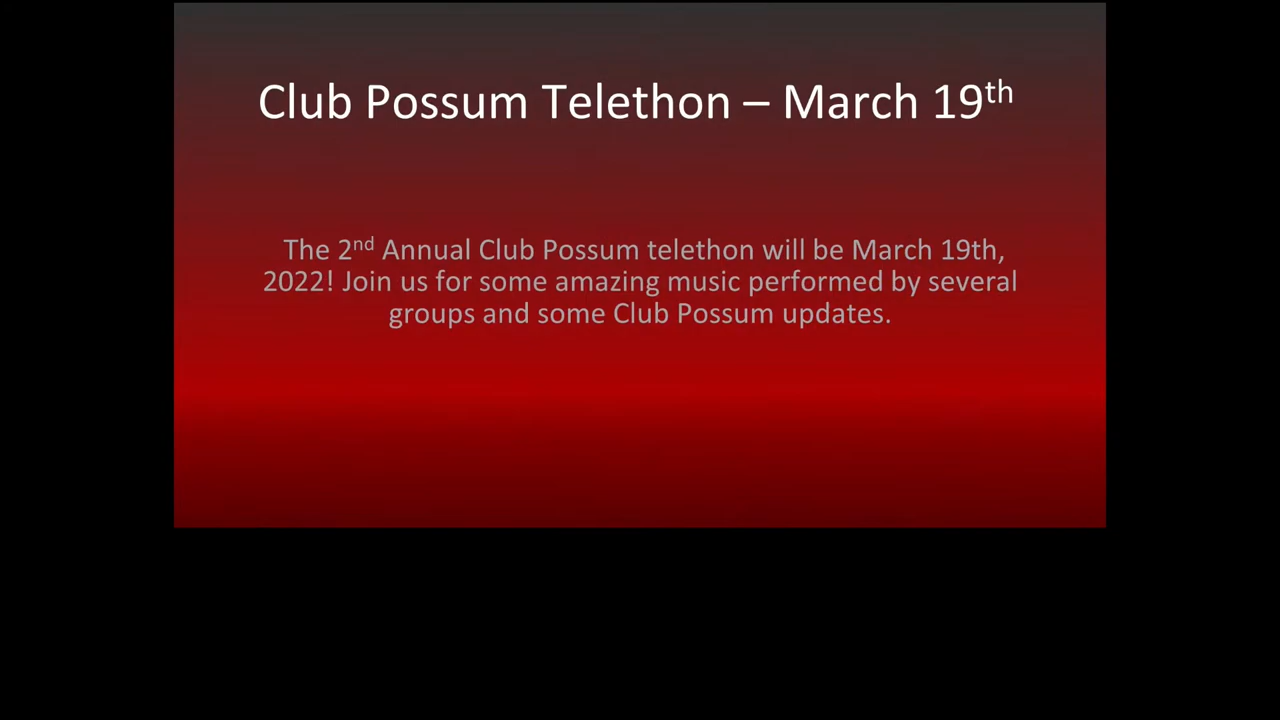 Club Possum Telethon – March 19th
The 2nd Annual Club Possum telethon will be March 19th,
2022! Join us for some amazing music performed by several
groups and some Club Possum updates.